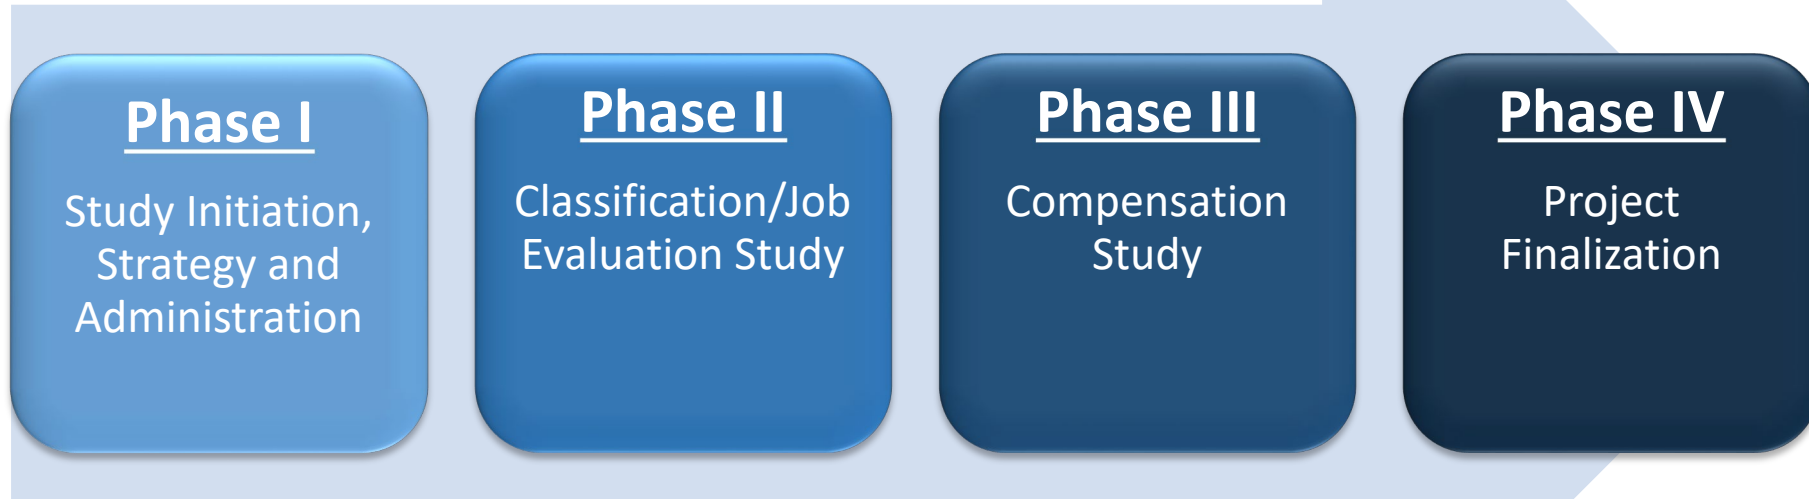 Phase I
Study Initiation,
Strategy and
Administration
Phase II
Classification/Job
Evaluation Study
Phase III
Compensation
Study
Phase IV
Project
Finalization